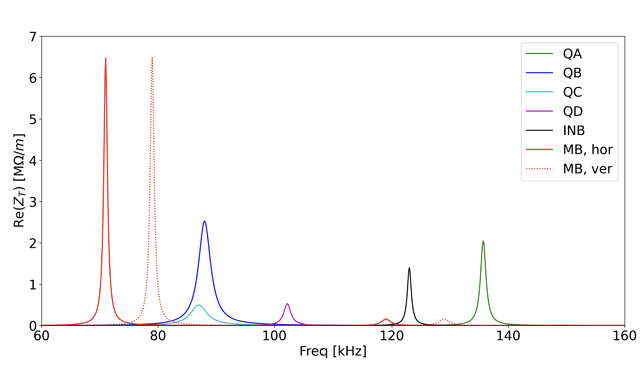 7
6
5
4
3
2
1
0
Re(Z_T) [MΩ/m]
60
80
100
120
140
160
Freq [kHz]
QA
QB
QC
QD
INB
MB, hor
MB, ver